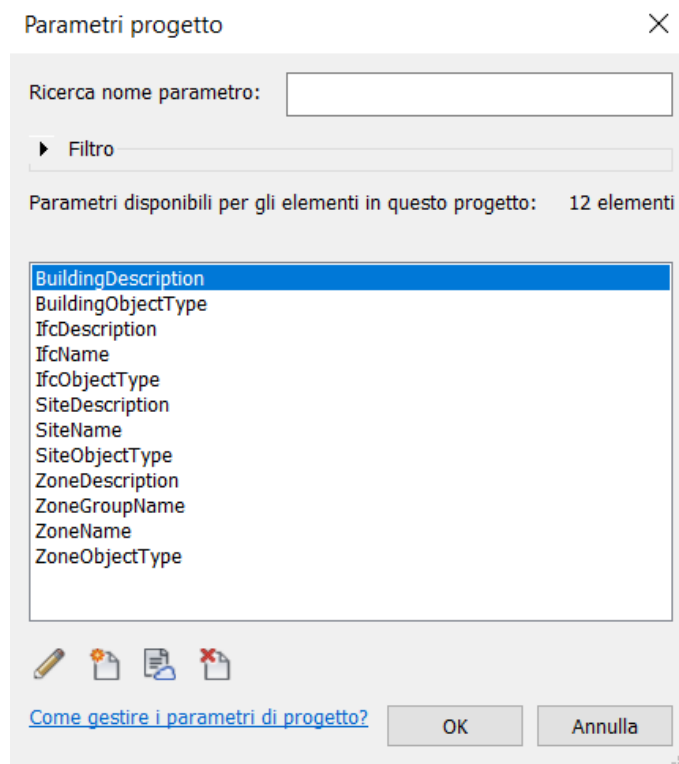 Parametri progetto
Ricerca nome parametro:
Filtro
Parametri disponibili per gli elementi in questo progetto: 12 elementi
BuildingDescription
BuildingObjectType
IfcDescription
IfcName
IfcObjectType
SiteDescription
SiteName
SiteObjectType
ZoneDescription
ZoneGroupName
ZoneName
ZoneObjectType
Come gestire i parametri di progetto? OK Annulla